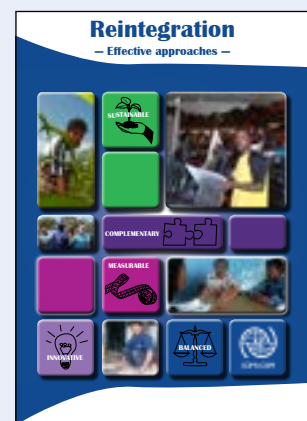 Reintegration
— Effective approaches —
SUSTAINABLE
COMPLEMENTARY
MEASURABLE
INNOVATIVE
BALANCED